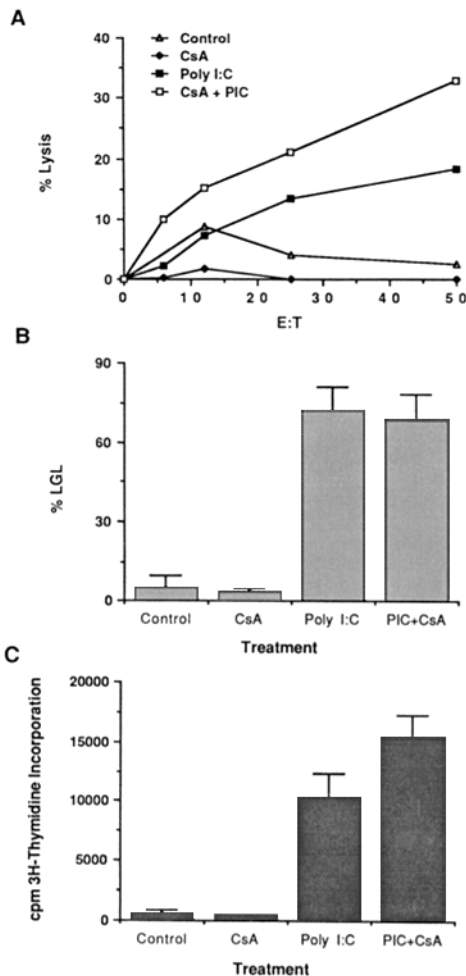 A
Control
CsA
Poly I:C
CsA + PIC
40
30
20
10
0
% Lysis
0 10 20 30 40 50
E:T
B
90
60
30
0
% LGL
Control CsA Poly I:C PIC+CsA
Treatment
C
20000
15000
10000
5000
0
cpm 3H-Thymidine Incorporation
Control CsA Poly I:C PIC+CsA
Treatment